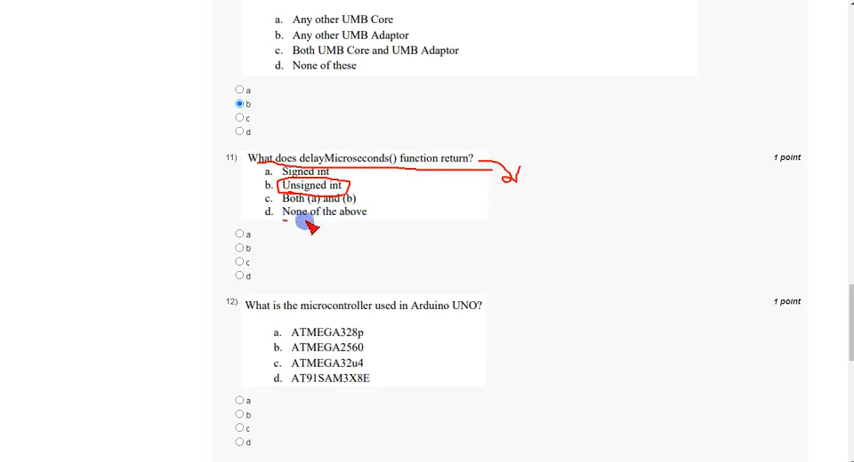 a. Any other UMB Core
b. Any other UMB Adaptor
c. Both UMB Core and UMB Adaptor
d. None of these
a
b
c
d
11) What does delayMicroseconds() function return? 1 point
a. Signed int
b. Unsigned int
c. Both (a) and (b)
d. None of the above
a
b
c
d
12) What is the microcontroller used in Arduino UNO? 1 point
a. ATMEGA328p
b. ATMEGA2560
c. ATMEGA32u4
d. AT91SAM3X8E
a
b
c
d